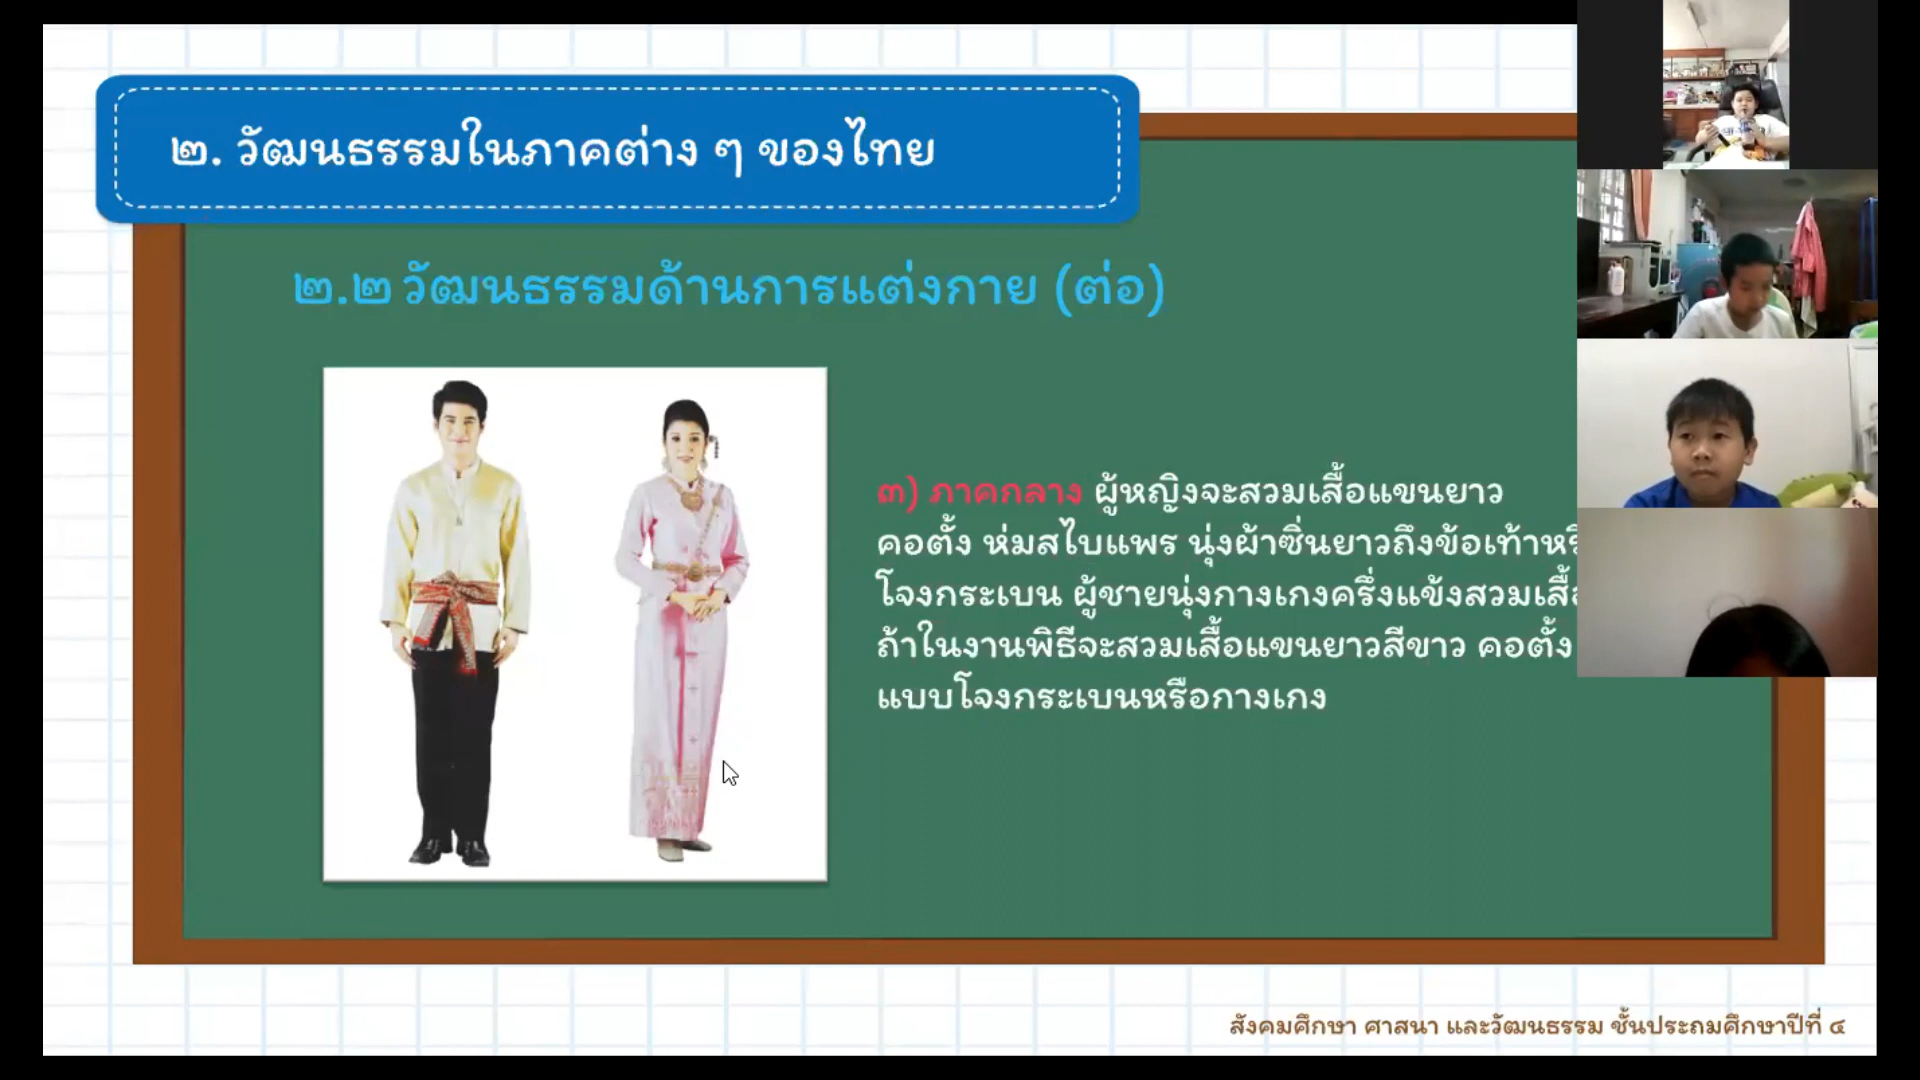 ๒. วัฒนธรรมในภาคต่าง ๆ ของไทย
๒.๒ วัฒนธรรมด้านการแต่งกาย (ต่อ)
๓) ภาคกลาง ผู้หญิงจะสวมเสื้อแขนยาว
คอตั้ง ห่มสไบแพร นุ่งผ้าซิ่นยาวถึงข้อเท้า
โจงกระเบน ผู้ชายนุ่งกางเกงครึ่งแข้งสวม
ถ้าในงานพิธีจะสวมเสื้อแขนยาวสีขาว คอตั้ง
แบบโจงกระเบนหรือกางเกง
สังคมศึกษา ศาสนา และวัฒนธรรม ชั้นประถมศึกษาปีที่ ๔